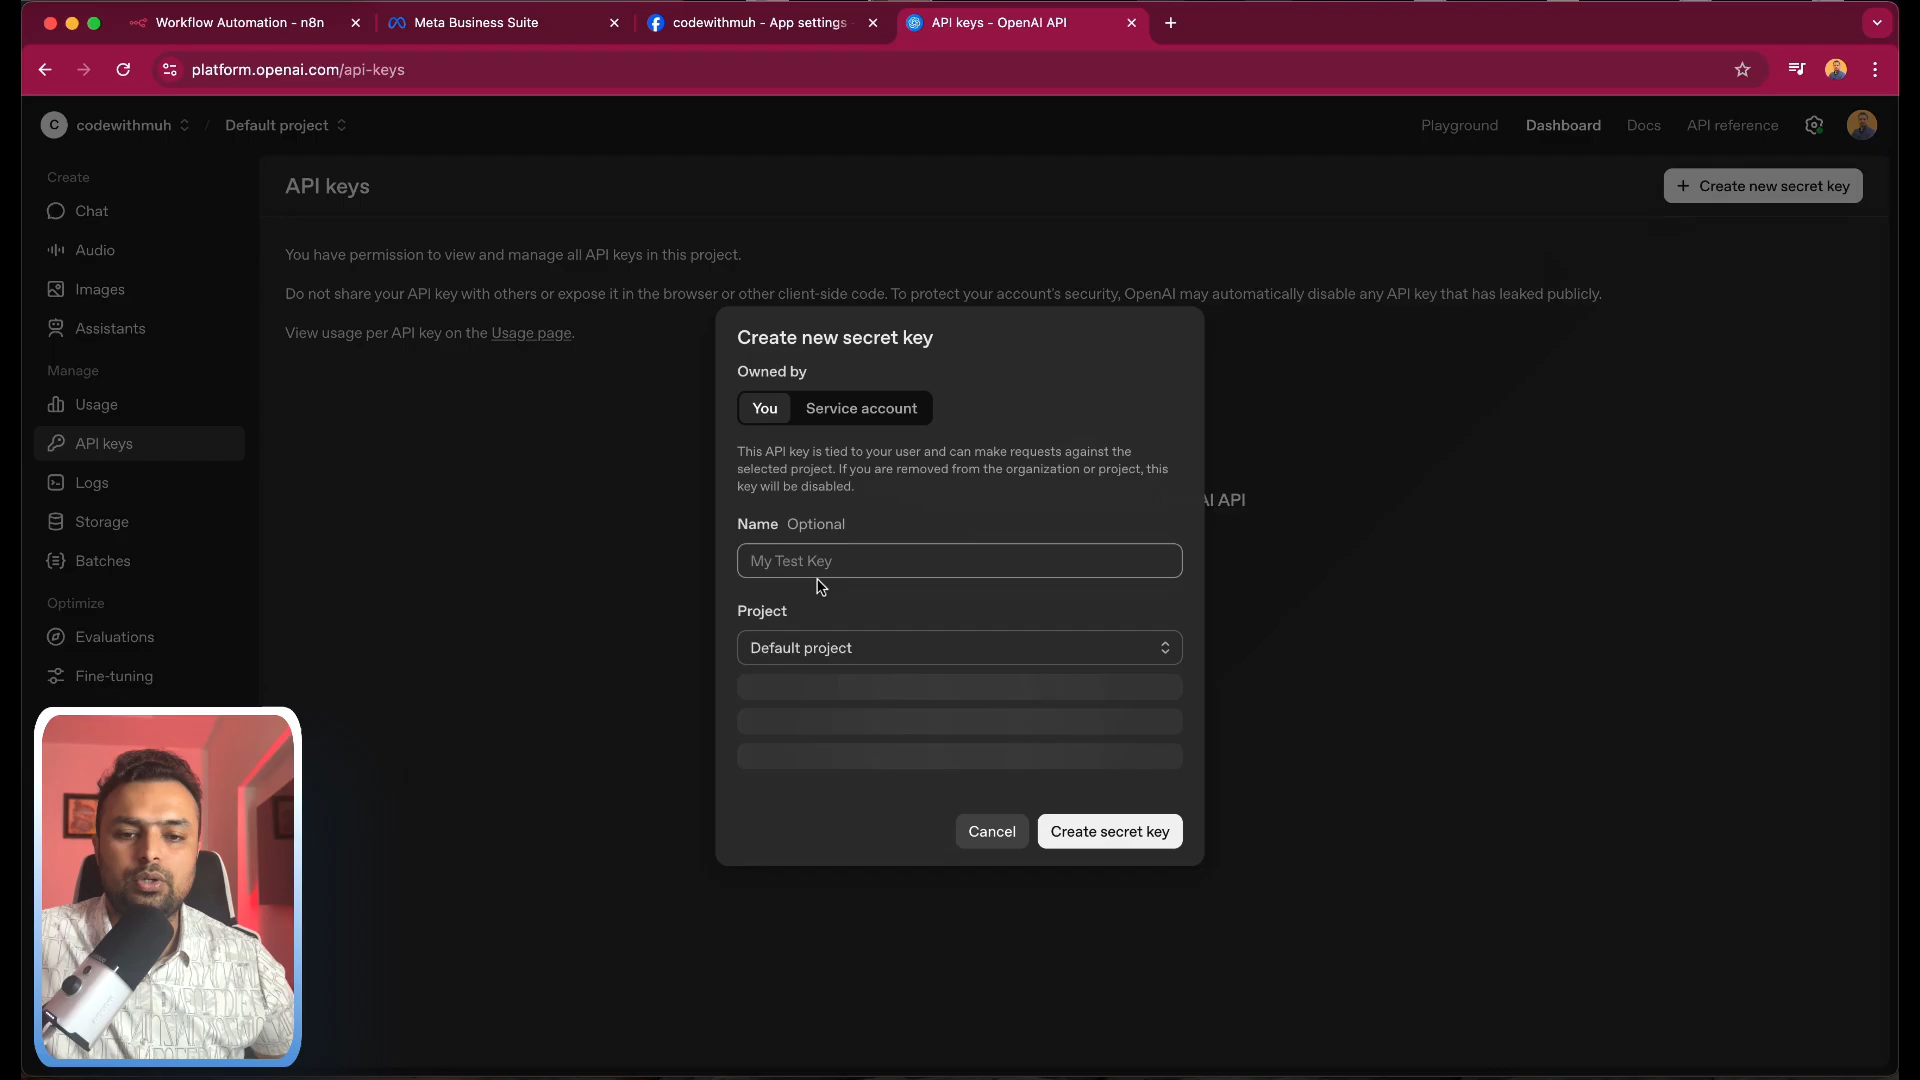 Workflow Automation - n8n
Meta Business Suite
codewithmuh - App settings
API keys - OpenAI API
platform.openai.com/api-keys
C codewithmuh / Default project
Playground Dashboard Docs API reference
Create
Chat
Audio
Images
Assistants
Manage
Usage
API keys
Logs
Storage
Batches
Optimize
Evaluations
Fine-tuning
API keys
+ Create new secret key
You have permission to view and manage all API keys in this project.
Do not share your API key with others or expose it in the browser or other client-side code. To protect your account's security, OpenAI may automatically disable any API key that has leaked publicly.
View usage per API key on the Usage page.
AI API
Create new secret key
Owned by
You Service account
This API key is tied to your user and can make requests against the
selected project. If you are removed from the organization or project, this
key will be disabled.
Name Optional
My Test Key
Project
Default project
Cancel Create secret key